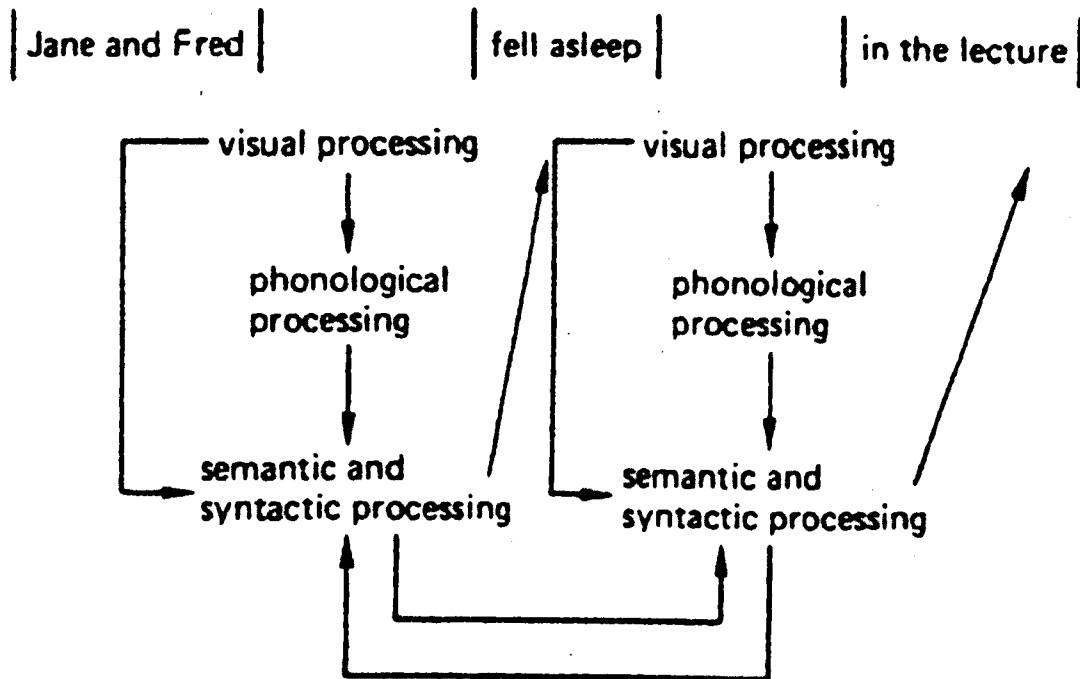 Jane and Fred
fell asleep
in the lecture
visual processing
phonological
processing
semantic and
syntactic processing
visual processing
phonological
processing
semantic and
syntactic processing